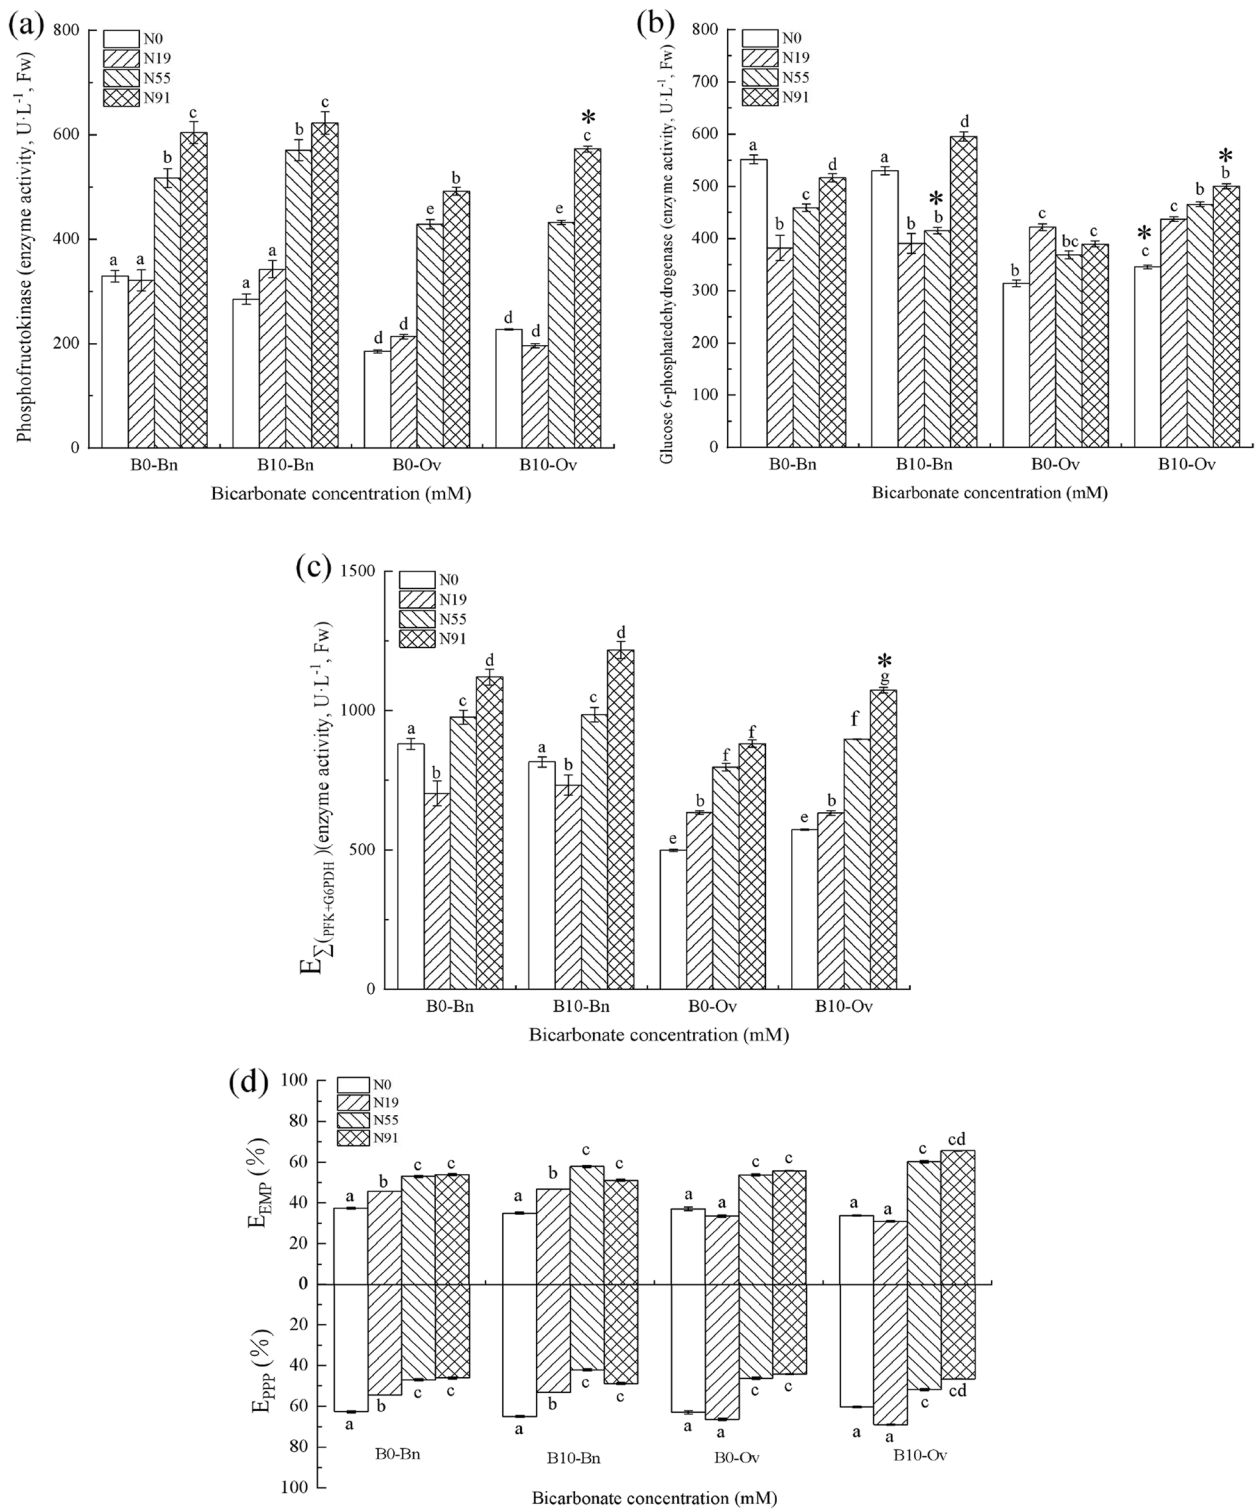 (a)
800
600
400
200
0
Phosphofructokinase (enzyme activity, U·L⁻¹, Fw)
N0
N19
N55
N91
a a b c
a a b c
d d e b
d d e c *
B0-Bn B10-Bn B0-Ov B10-Ov
Bicarbonate concentration (mM)
(b)
800
700
600
500
400
300
200
100
0
Glucose 6-phosphatedehydrogenase (enzyme activity, U·L⁻¹, Fw)
N0
N19
N55
N91
a b c d
a b b * d
b c bc c
c * c b b *
B0-Bn B10-Bn B0-Ov B10-Ov
Bicarbonate concentration (mM)
(c)
1500
1000
500
0
E∑(PFK+G6PDH)(enzyme activity, U·L⁻¹, Fw)
N0
N19
N55
N91
a b c d
a b c d
e b f f
e b f g *
B0-Bn B10-Bn B0-Ov B10-Ov
Bicarbonate concentration (mM)
(d)
100
80
60
40
20
0
20
40
60
80
100
E_EMP (%)
E_PPP (%)
N0
N19
N55
N91
a b c c
a b c c
a a c c
a a c cd
a b c c
a b c c
a a c c
a a c cd
B0-Bn B10-Bn B0-Ov B10-Ov
Bicarbonate concentration (mM)